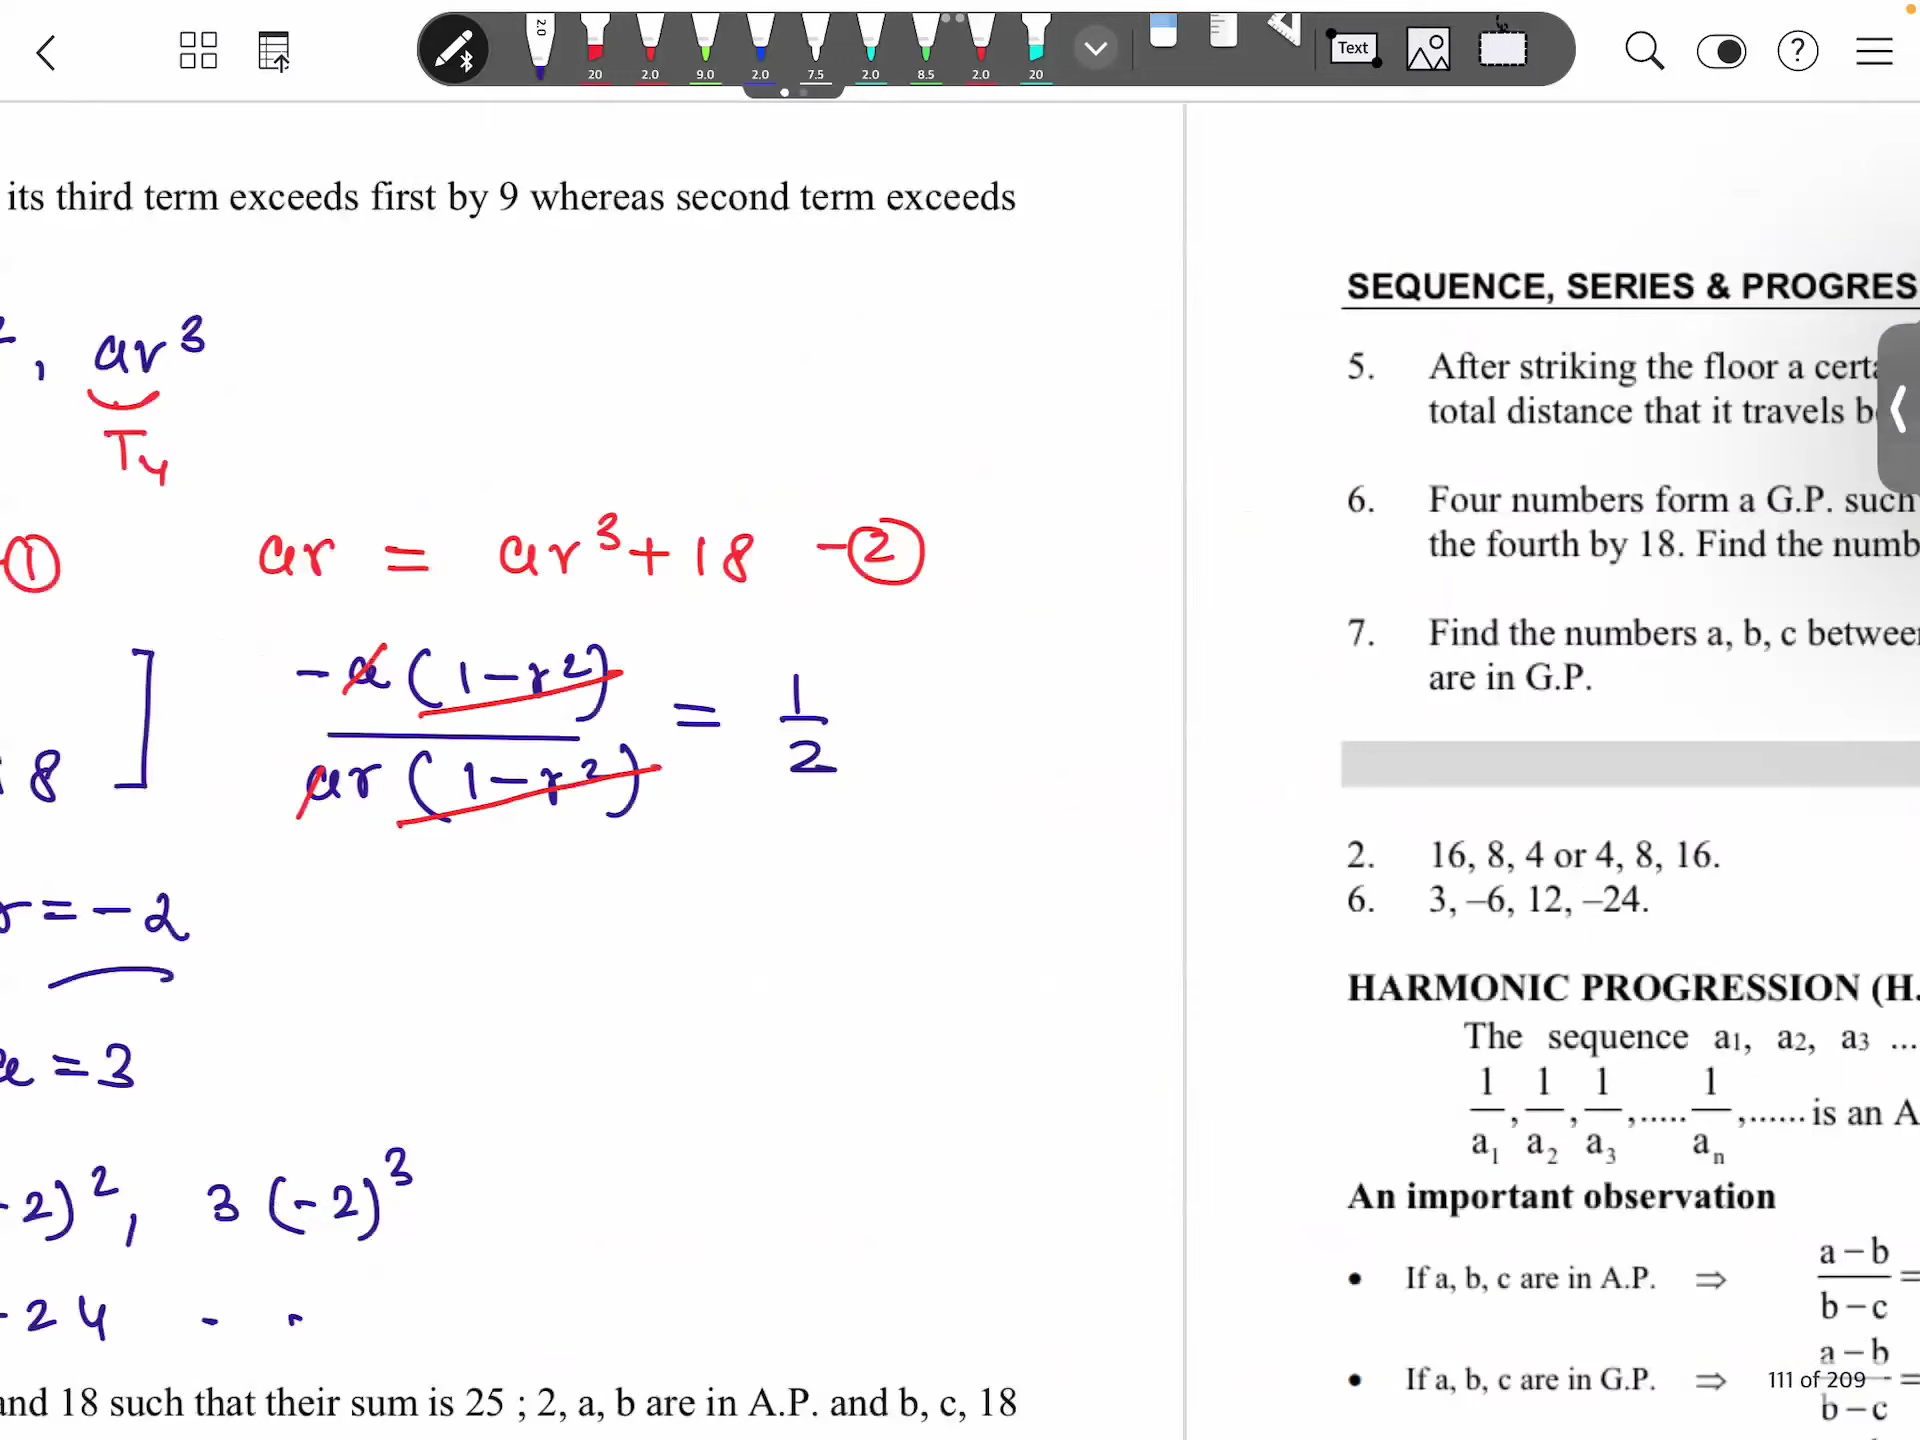 2.0 20 2.0 9.0 2.0 7.5 2.0 8.5 2.0 20 Text ?
its third term exceeds first by 9 whereas second term exceeds
, ar³
T₄
① ar = ar³ + 18 - ②
- a (1 - r²)
ar (1 - r²)
= 1/2
8 ]
r = - 2
a = 3
2)², 3 (- 2)³
- 24 - -
and 18 such that their sum is 25 ; 2, a, b are in A.P. and b, c, 18
SEQUENCE, SERIES & PROGRES
5. After striking the floor a certa
total distance that it travels b
6. Four numbers form a G.P. such
the fourth by 18. Find the numb
7. Find the numbers a, b, c between
are in G.P.
2. 16, 8, 4 or 4, 8, 16.
6. 3, –6, 12, –24.
HARMONIC PROGRESSION (H.
The sequence a₁, a₂, a₃ ...
1/a₁, 1/a₂, 1/a₃, ..... 1/aₙ, ...... is an A
An important observation
• If a, b, c are in A.P. ⇒ (a – b)/(b – c) =
• If a, b, c are in G.P. ⇒ (a – b)/(b – c) =
111 of 209